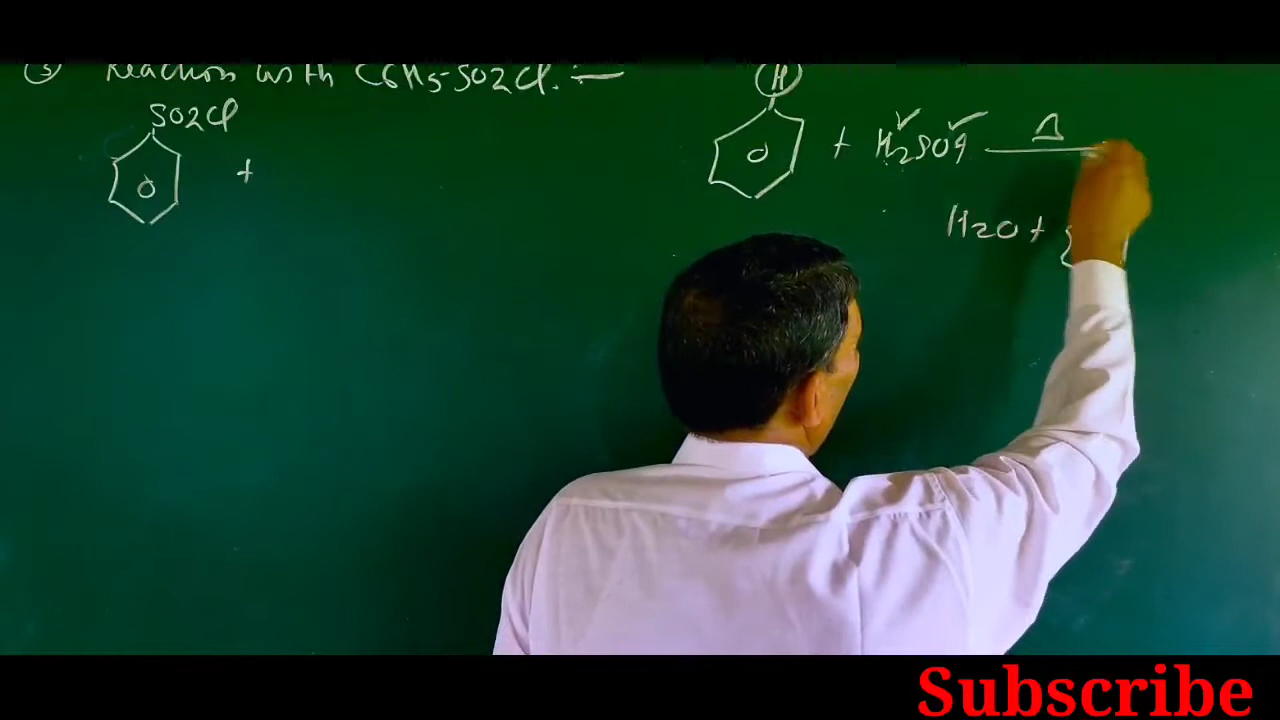 (3) Reaction with C6H5-SO2Cl. =
SO2Cl
+
H
+ H2SO4 Δ
H2O +
Subscribe